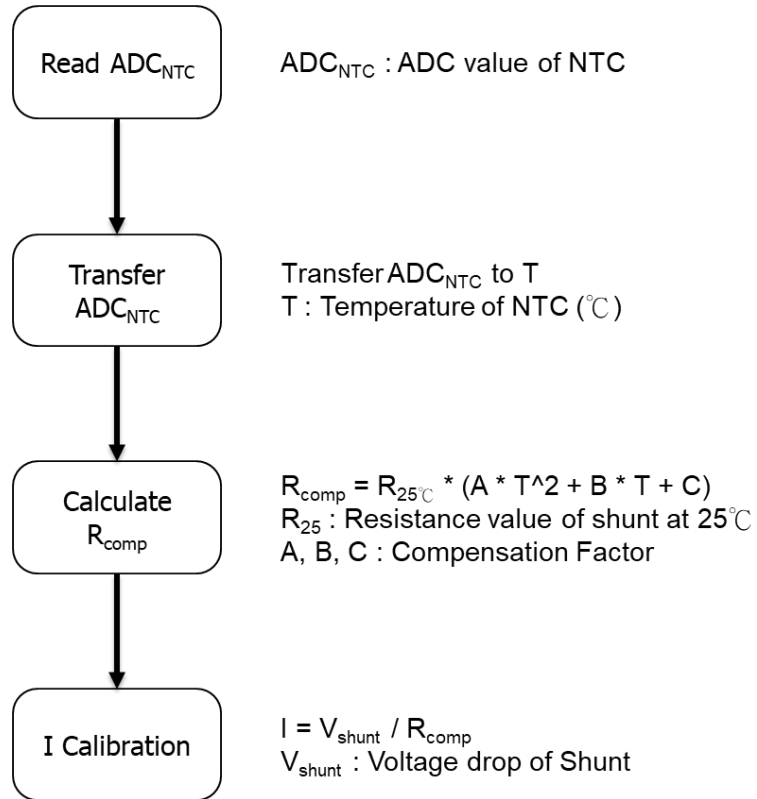 Read ADC_NTC
ADC_NTC : ADC value of NTC
Transfer
ADC_NTC
Transfer ADC_NTC to T
T : Temperature of NTC (℃)
Calculate
R_comp
R_comp = R_25℃ * (A * T^2 + B * T + C)
R_25 : Resistance value of shunt at 25℃
A, B, C : Compensation Factor
I Calibration
I = V_shunt / R_comp
V_shunt : Voltage drop of Shunt